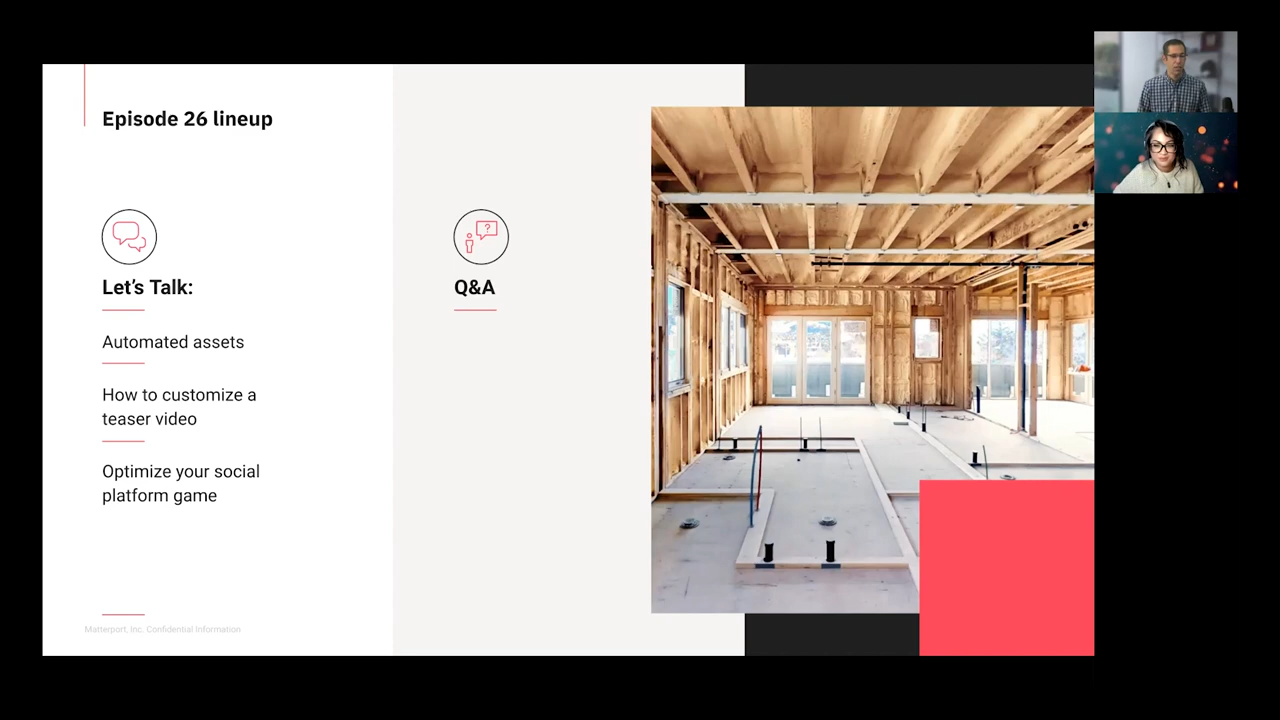 Episode 26 lineup
Let's Talk:
Automated assets
How to customize a
teaser video
Optimize your social
platform game
Matterport, Inc. Confidential Information
?
Q&A